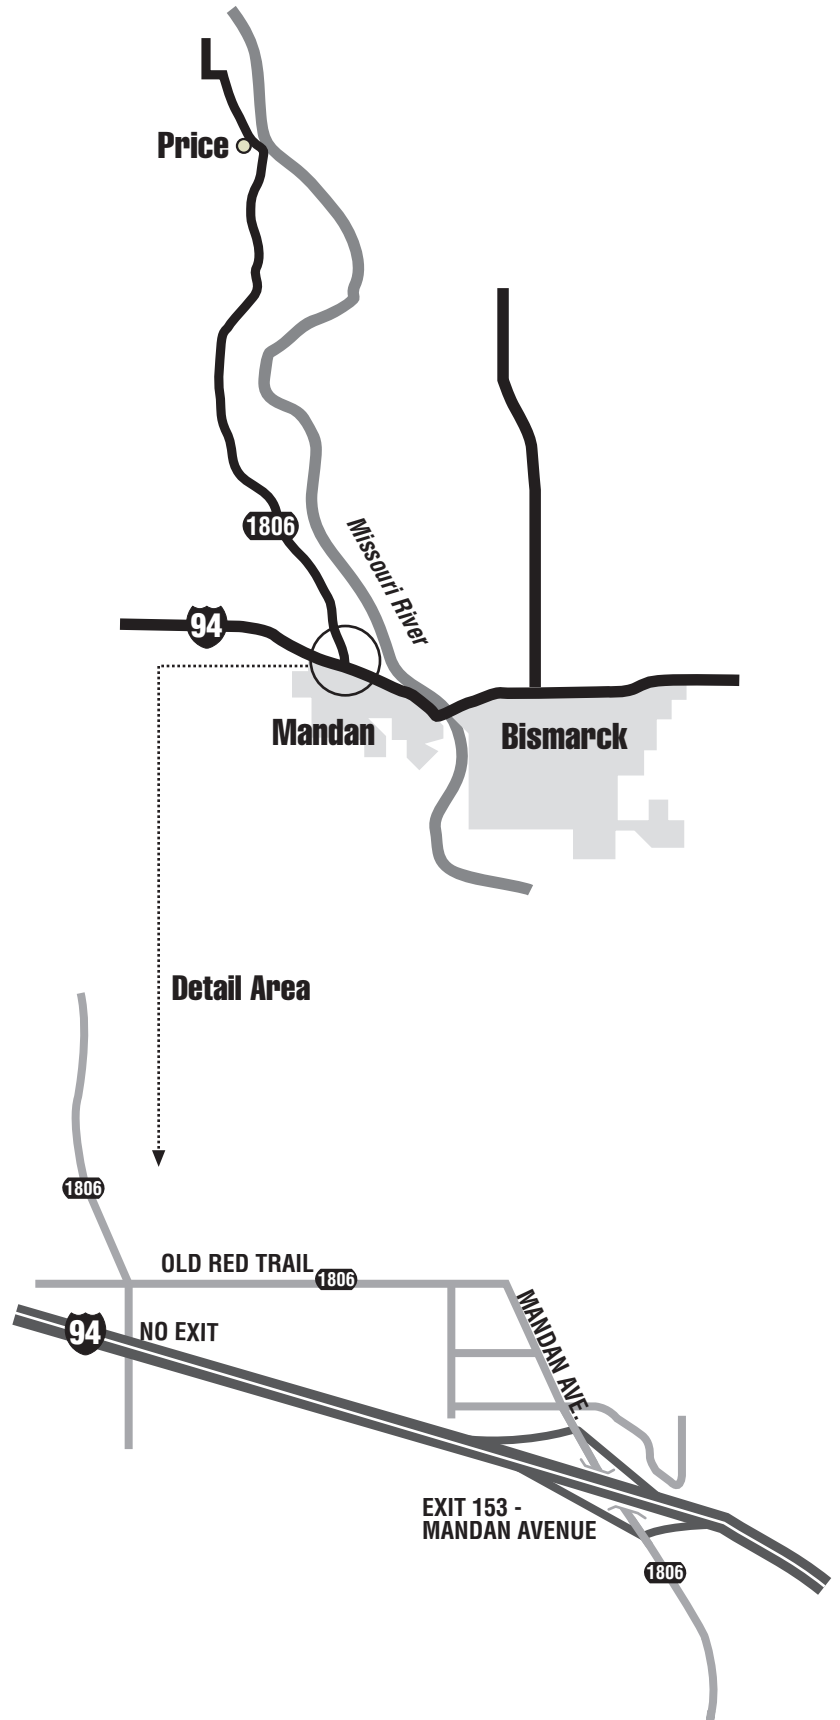 Price
1806
Missouri River
94
Mandan
Bismarck
Detail Area
1806
OLD RED TRAIL
1806
94
NO EXIT
MANDAN AVE.
EXIT 153 -
MANDAN AVENUE
1806